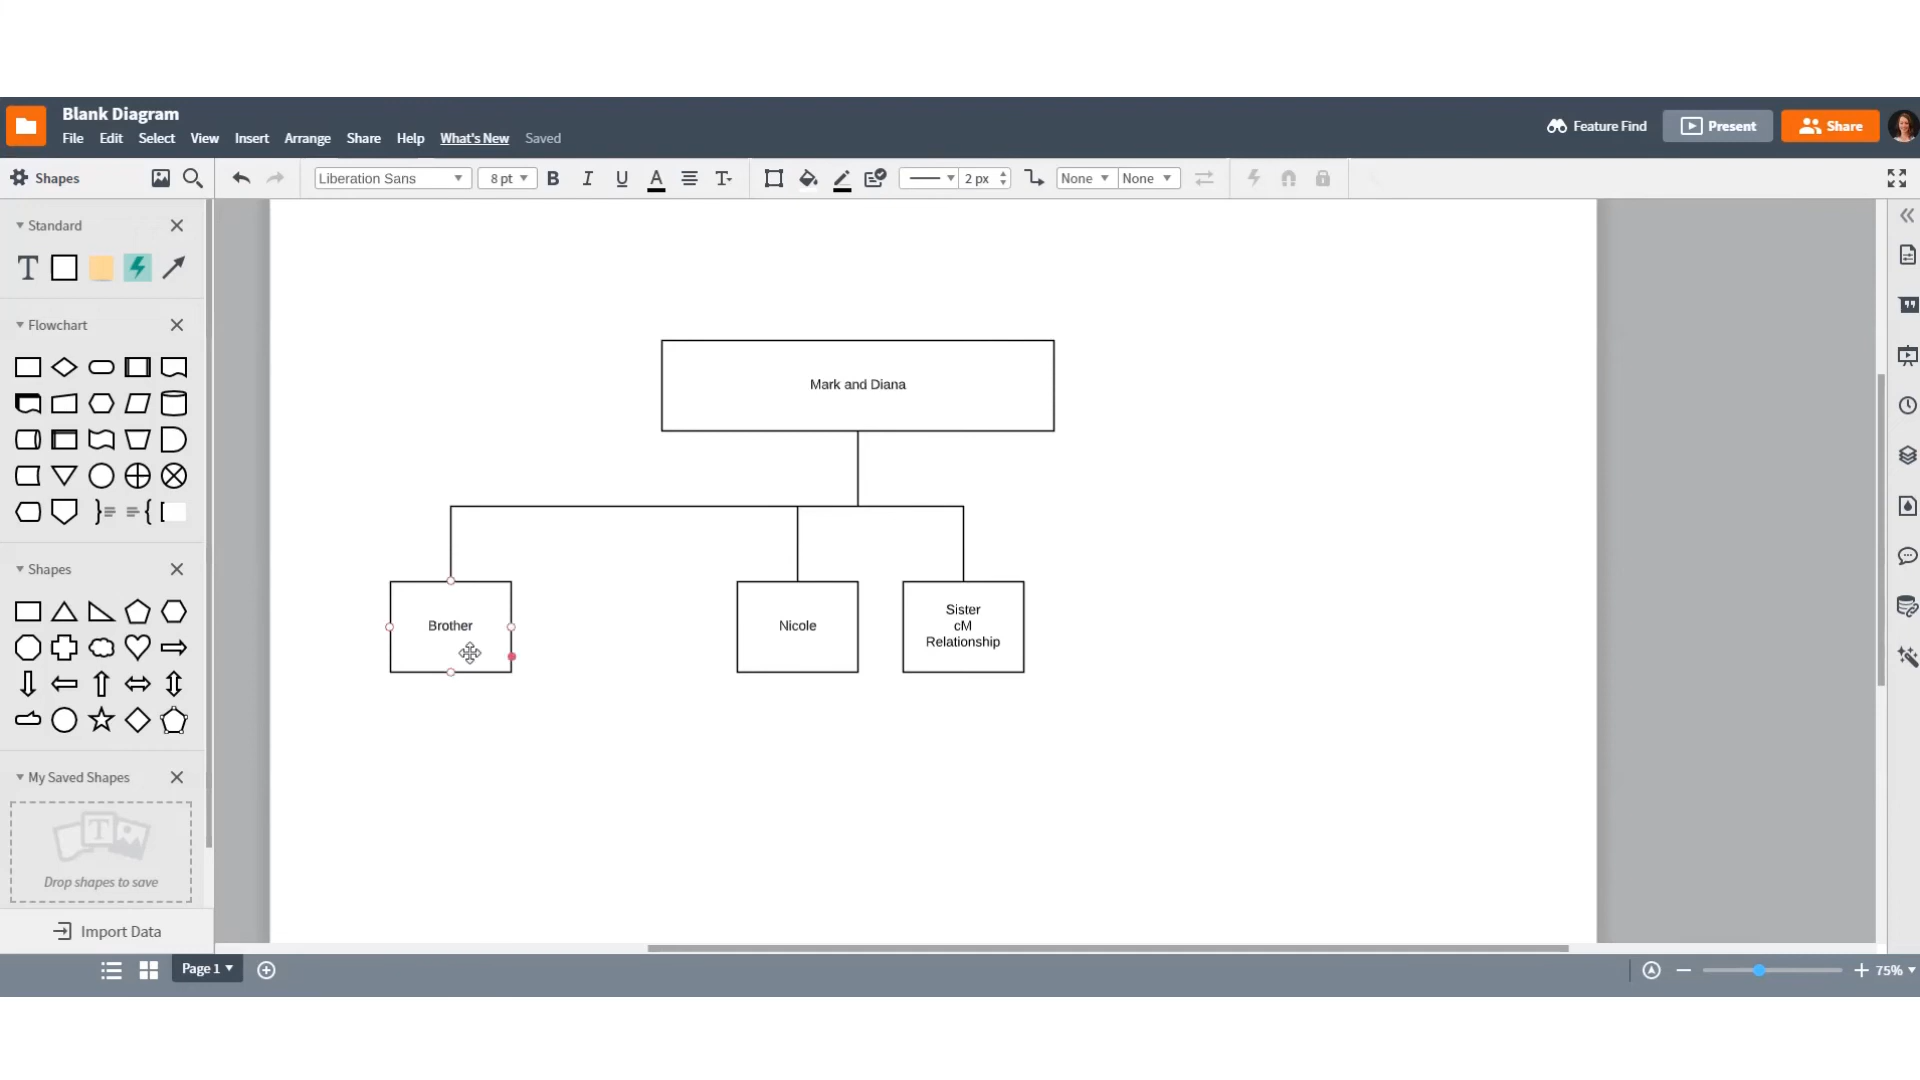 Blank Diagram
File Edit Select View Insert Arrange Share Help What's New Saved
Feature Find Present Share
Shapes Liberation Sans 8 pt B I U A T 2 px None None
Standard
T
Flowchart
Mark and Diana
Shapes
Brother
Nicole
Sister
cM
Relationship
My Saved Shapes
T
Drop shapes to save
Import Data
Page 1
75%